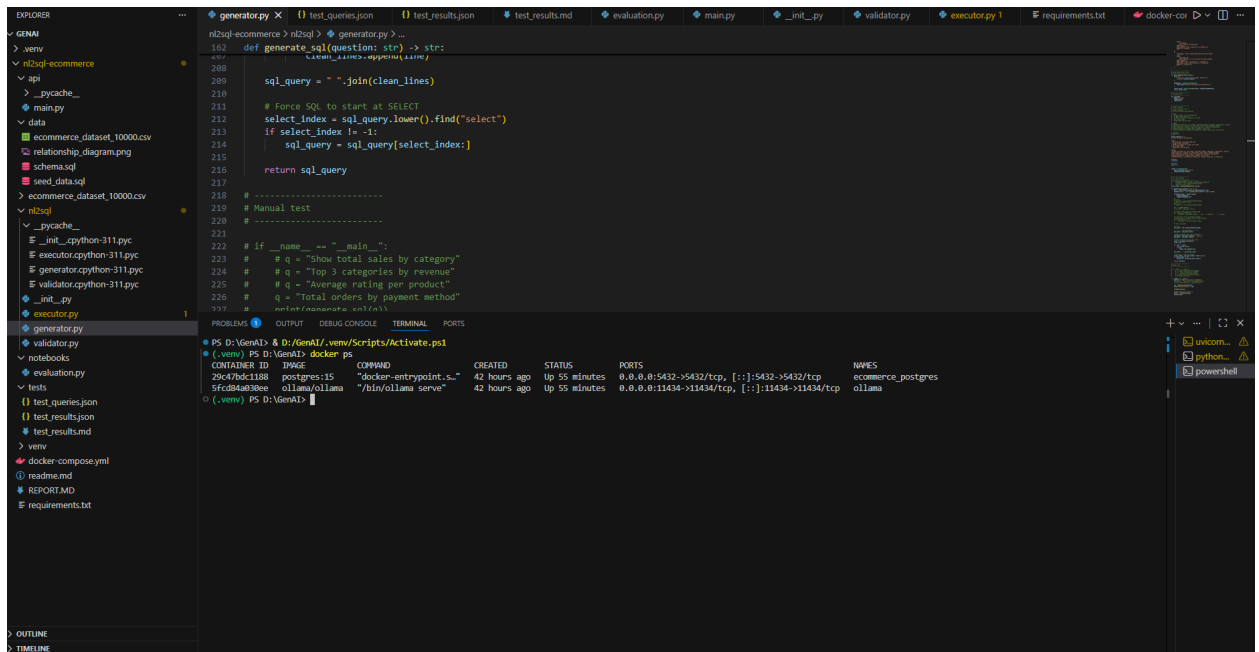 EXPLORER
GENAI
.venv
nl2sql-ecommerce
api
__pycache__
main.py
data
ecommerce_dataset_10000.csv
relationship_diagram.png
schema.sql
seed_data.sql
ecommerce_dataset_10000.csv
nl2sql
__pycache__
__init__.cpython-311.pyc
executor.cpython-311.pyc
generator.cpython-311.pyc
validator.cpython-311.pyc
__init__.py
executor.py 1
generator.py
validator.py
notebooks
evaluation.py
tests
test_queries.json
test_results.json
test_results.md
venv
docker-compose.yml
readme.md
REPORT.MD
requirements.txt
OUTLINE
TIMELINE
generator.py test_queries.json test_results.json test_results.md evaluation.py main.py __init__.py validator.py executor.py 1 requirements.txt docker-cor
nl2sql-ecommerce > nl2sql > generator.py > ...
162 def generate_sql(question: str) -> str:
207 clean_lines.append(line)
208
209 sql_query = " ".join(clean_lines)
210
211 # Force SQL to start at SELECT
212 select_index = sql_query.lower().find("select")
213 if select_index != -1:
214 sql_query = sql_query[select_index:]
215
216 return sql_query
217
218 # -------------------------
219 # Manual test
220 # -------------------------
221
222 # if __name__ == "__main__":
223 # # q = "Show total sales by category"
224 # # q = "Top 3 categories by revenue"
225 # # q = "Average rating per product"
226 # q = "Total orders by payment method"
227 # print(generate_sql(q))
PROBLEMS 1 OUTPUT DEBUG CONSOLE TERMINAL PORTS
PS D:\GenAI> & D:/GenAI/.venv/Scripts/Activate.ps1
(.venv) PS D:\GenAI> docker ps
CONTAINER ID IMAGE COMMAND CREATED STATUS PORTS NAMES
29c47bdc1188 postgres:15 "docker-entrypoint.s…" 42 hours ago Up 55 minutes 0.0.0.0:5432->5432/tcp, [::]:5432->5432/tcp ecommerce_postgres
5fcd84a030ee ollama/ollama "/bin/ollama serve" 42 hours ago Up 55 minutes 0.0.0.0:11434->11434/tcp, [::]:11434->11434/tcp ollama
(.venv) PS D:\GenAI>
uvicorn...
python...
powershell